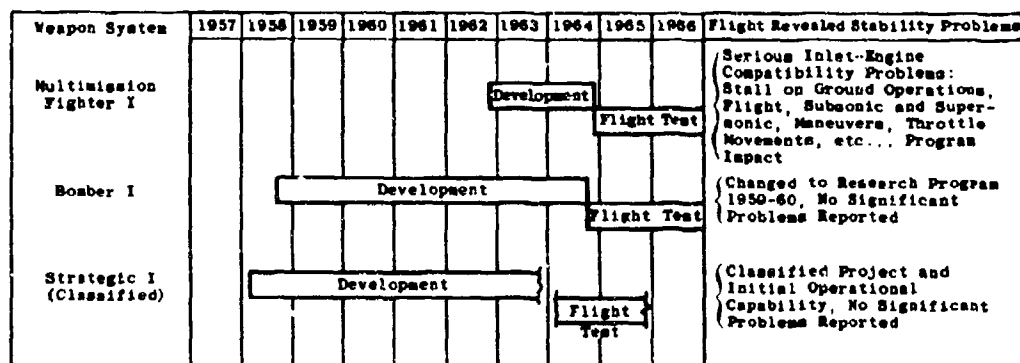 Weapon System 1957 1958 1959 1960 1961 1962 1963 1964 1965 1966 Flight Revealed Stability Problems
Multimission
Fighter I
Development
Flight Test
Serious Inlet-Engine
Compatibility Problems:
Stall on Ground Operations,
Flight, Subsonic and Super-
sonic, Maneuvers, Throttle
Movements, etc... Program
Impact
Bomber I
Development
Flight Test
Changed to Research Program
1959-60, No Significant
Problems Reported
Strategic I
(Classified)
Development
Flight
Test
Classified Project and
Initial Operational
Capability, No Significant
Problems Reported